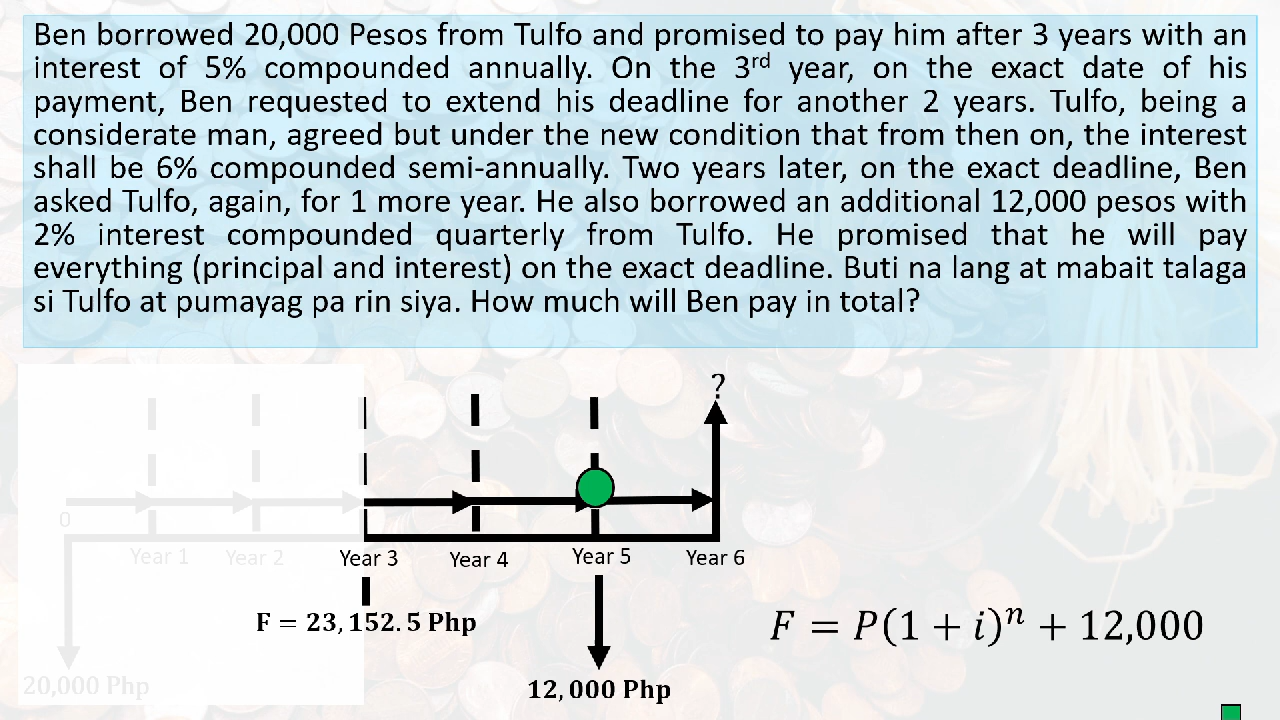 Ben borrowed 20,000 Pesos from Tulfo and promised to pay him after 3 years with an
interest of 5% compounded annually. On the 3rd year, on the exact date of his
payment, Ben requested to extend his deadline for another 2 years. Tulfo, being a
considerate man, agreed but under the new condition that from then on, the interest
shall be 6% compounded semi-annually. Two years later, on the exact deadline, Ben
asked Tulfo, again, for 1 more year. He also borrowed an additional 12,000 pesos with
2% interest compounded quarterly from Tulfo. He promised that he will pay
everything (principal and interest) on the exact deadline. Buti na lang at mabait talaga
si Tulfo at pumayag pa rin siya. How much will Ben pay in total?
?
0
Year 1 Year 2 Year 3 Year 4 Year 5 Year 6
F = 23,152.5 Php
F = P(1 + i)^n + 12,000
20,000 Php
12,000 Php